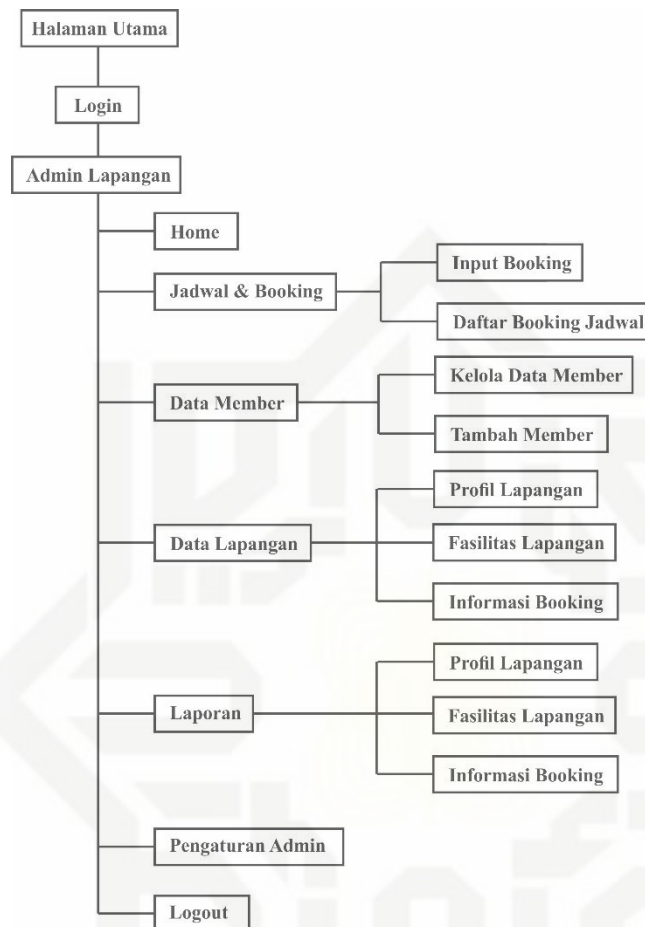 Halaman Utama
Login
Admin Lapangan
Home
Jadwal & Booking
Input Booking
Daftar Booking Jadwal
Data Member
Kelola Data Member
Tambah Member
Data Lapangan
Profil Lapangan
Fasilitas Lapangan
Informasi Booking
Laporan
Profil Lapangan
Fasilitas Lapangan
Informasi Booking
Pengaturan Admin
Logout